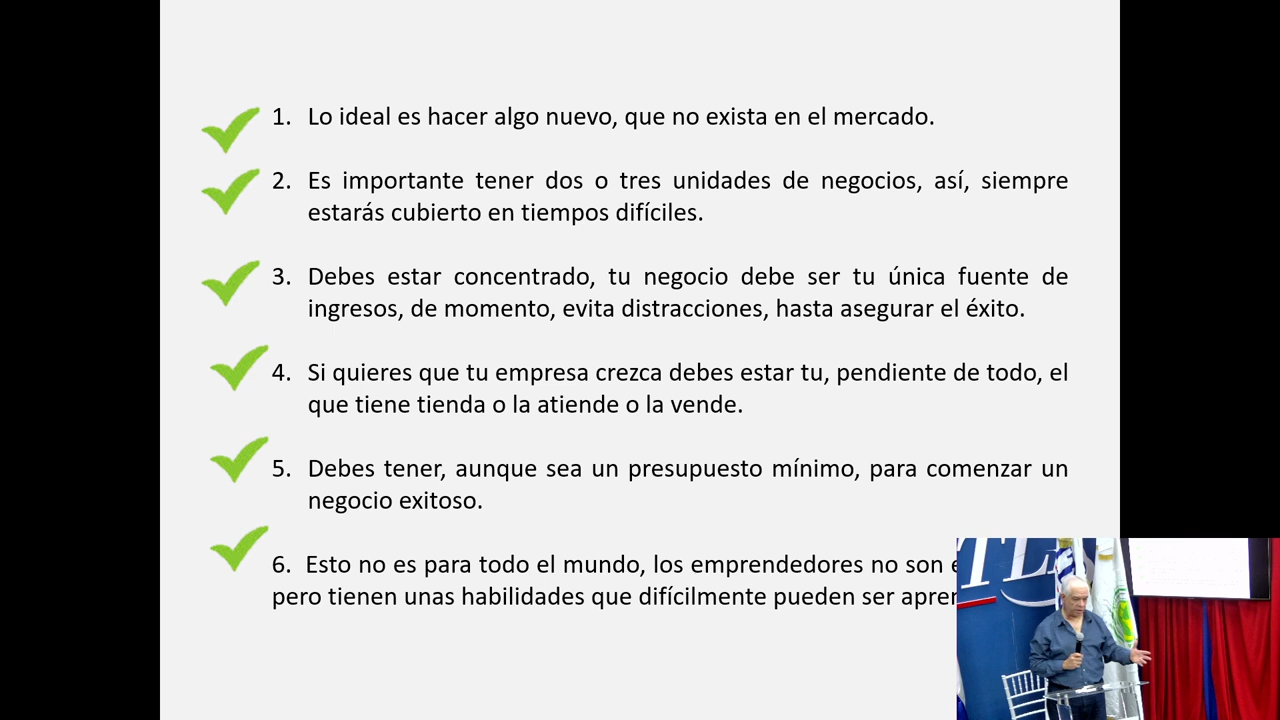 1. Lo ideal es hacer algo nuevo, que no exista en el mercado.
2. Es importante tener dos o tres unidades de negocios, así, siempre
estarás cubierto en tiempos difíciles.
3. Debes estar concentrado, tu negocio debe ser tu única fuente de
ingresos, de momento, evita distracciones, hasta asegurar el éxito.
4. Si quieres que tu empresa crezca debes estar tu, pendiente de todo, el
que tiene tienda o la atiende o la vende.
5. Debes tener, aunque sea un presupuesto mínimo, para comenzar un
negocio exitoso.
6. Esto no es para todo el mundo, los emprendedores no son
pero tienen unas habilidades que difícilmente pueden ser